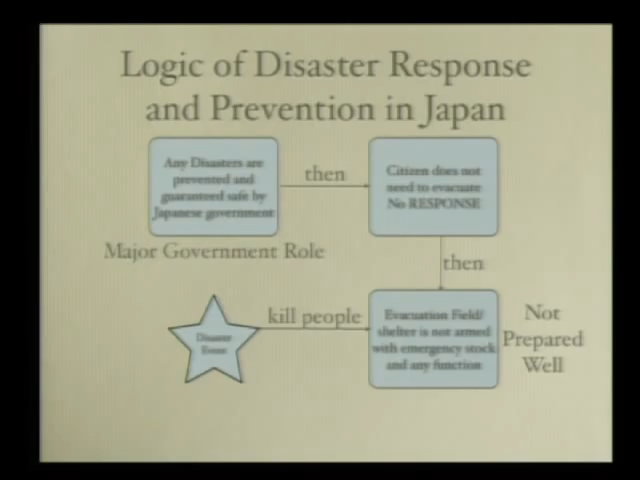 Logic of Disaster Response
and Prevention in Japan
Any Disasters are
prevented and
guaranteed safe by
Japanese government
then
Citizen does not
need to evacuate
No RESPONSE
Major Government Role
then
Disaster
Event
kill people
Evacuation Field/
shelter is not armed
with emergency stock
and any function
Not
Prepared
Well